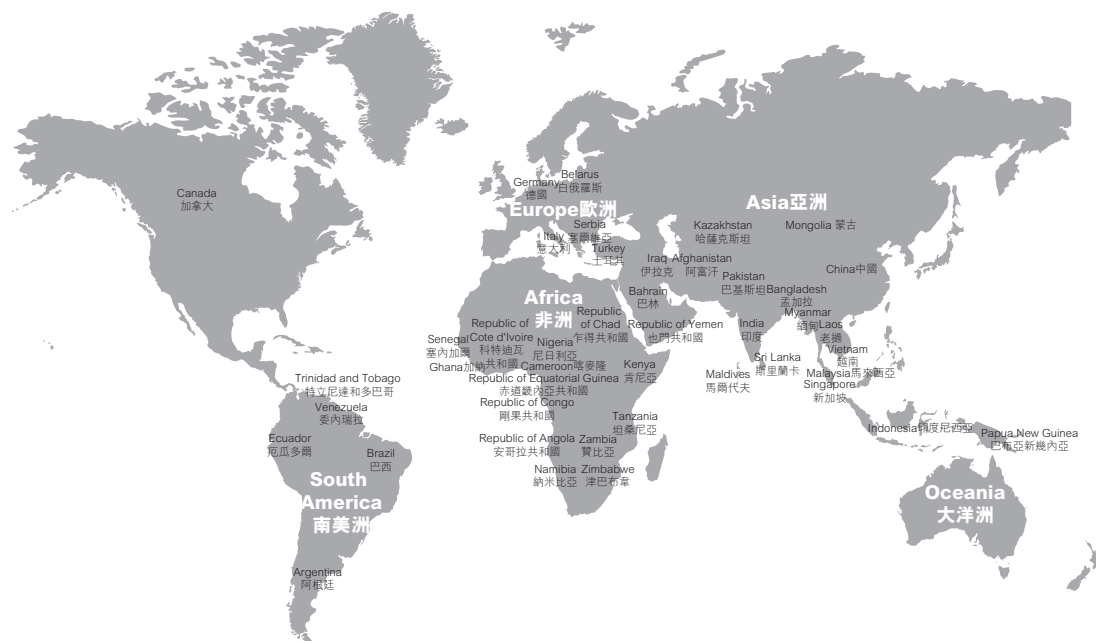 Canada
加拿大
Germany
德國
Belarus
白俄羅斯
Europe歐洲
Serbia
塞爾維亞
Italy
意大利
Turkey
土耳其
Asia亞洲
Kazakhstan
哈薩克斯坦
Mongolia 蒙古
China中國
Iraq
伊拉克
Afghanistan
阿富汗
Pakistan
巴基斯坦
Bangladesh
孟加拉
Bahrain
巴林
Myanmar
緬甸
Laos
老撾
India
印度
Vietnam
越南
Republic of Yemen
也門共和國
Africa
非洲
Republic
of Chad
乍得共和國
Republic of
Cote d'Ivoire
科特迪瓦
共和國
Nigeria
尼日利亞
Senegal
塞內加爾
Ghana加納
Cameroon喀麥隆
Kenya
肯尼亞
Sri Lanka
斯里蘭卡
Maldives
馬爾代夫
Malaysia馬來西亞
Singapore
新加坡
Republic of Equatorial Guinea
赤道畿內亞共和國
Republic of Congo
剛果共和國
Tanzania
坦桑尼亞
Trinidad and Tobago
特立尼達和多巴哥
Venezuela
委內瑞拉
Ecuador
厄瓜多爾
Brazil
巴西
Republic of Angola
安哥拉共和國
Zambia
贊比亞
Indonesia印度尼西亞
Papua New Guinea
巴布亞新幾內亞
Namibia
納米比亞
Zimbabwe
津巴布韋
South
America
南美洲
Oceania
大洋洲
Argentina
阿根廷